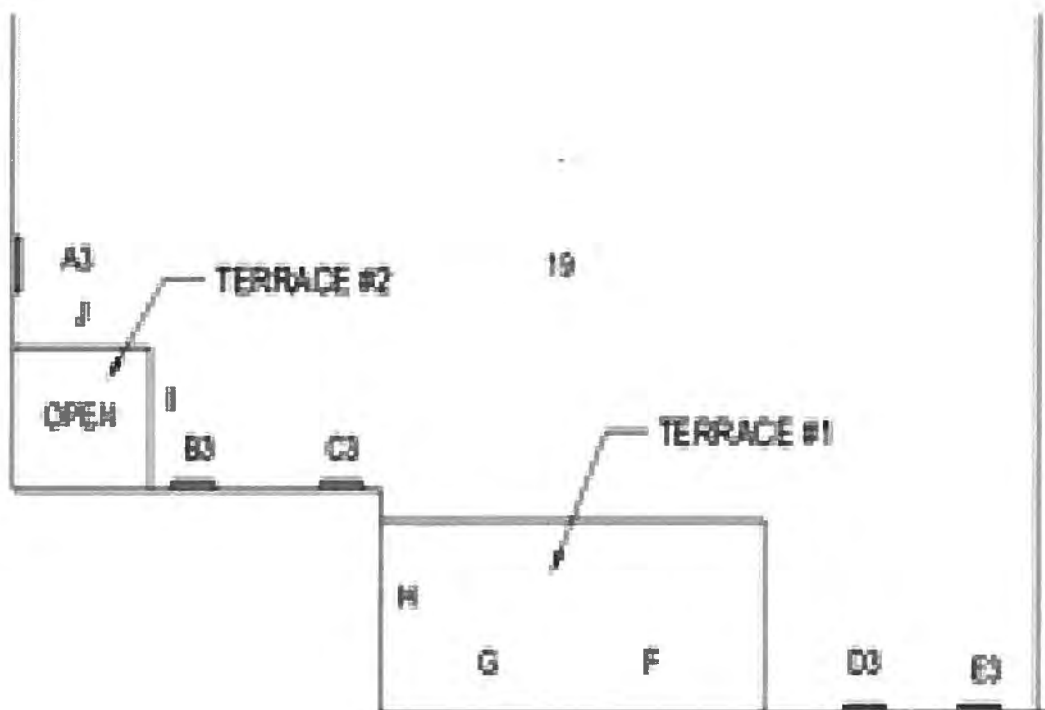 A3
TERRACE #2
19
J
OPEN
I
B3
C3
TERRACE #1
H
G
F
D3
E3